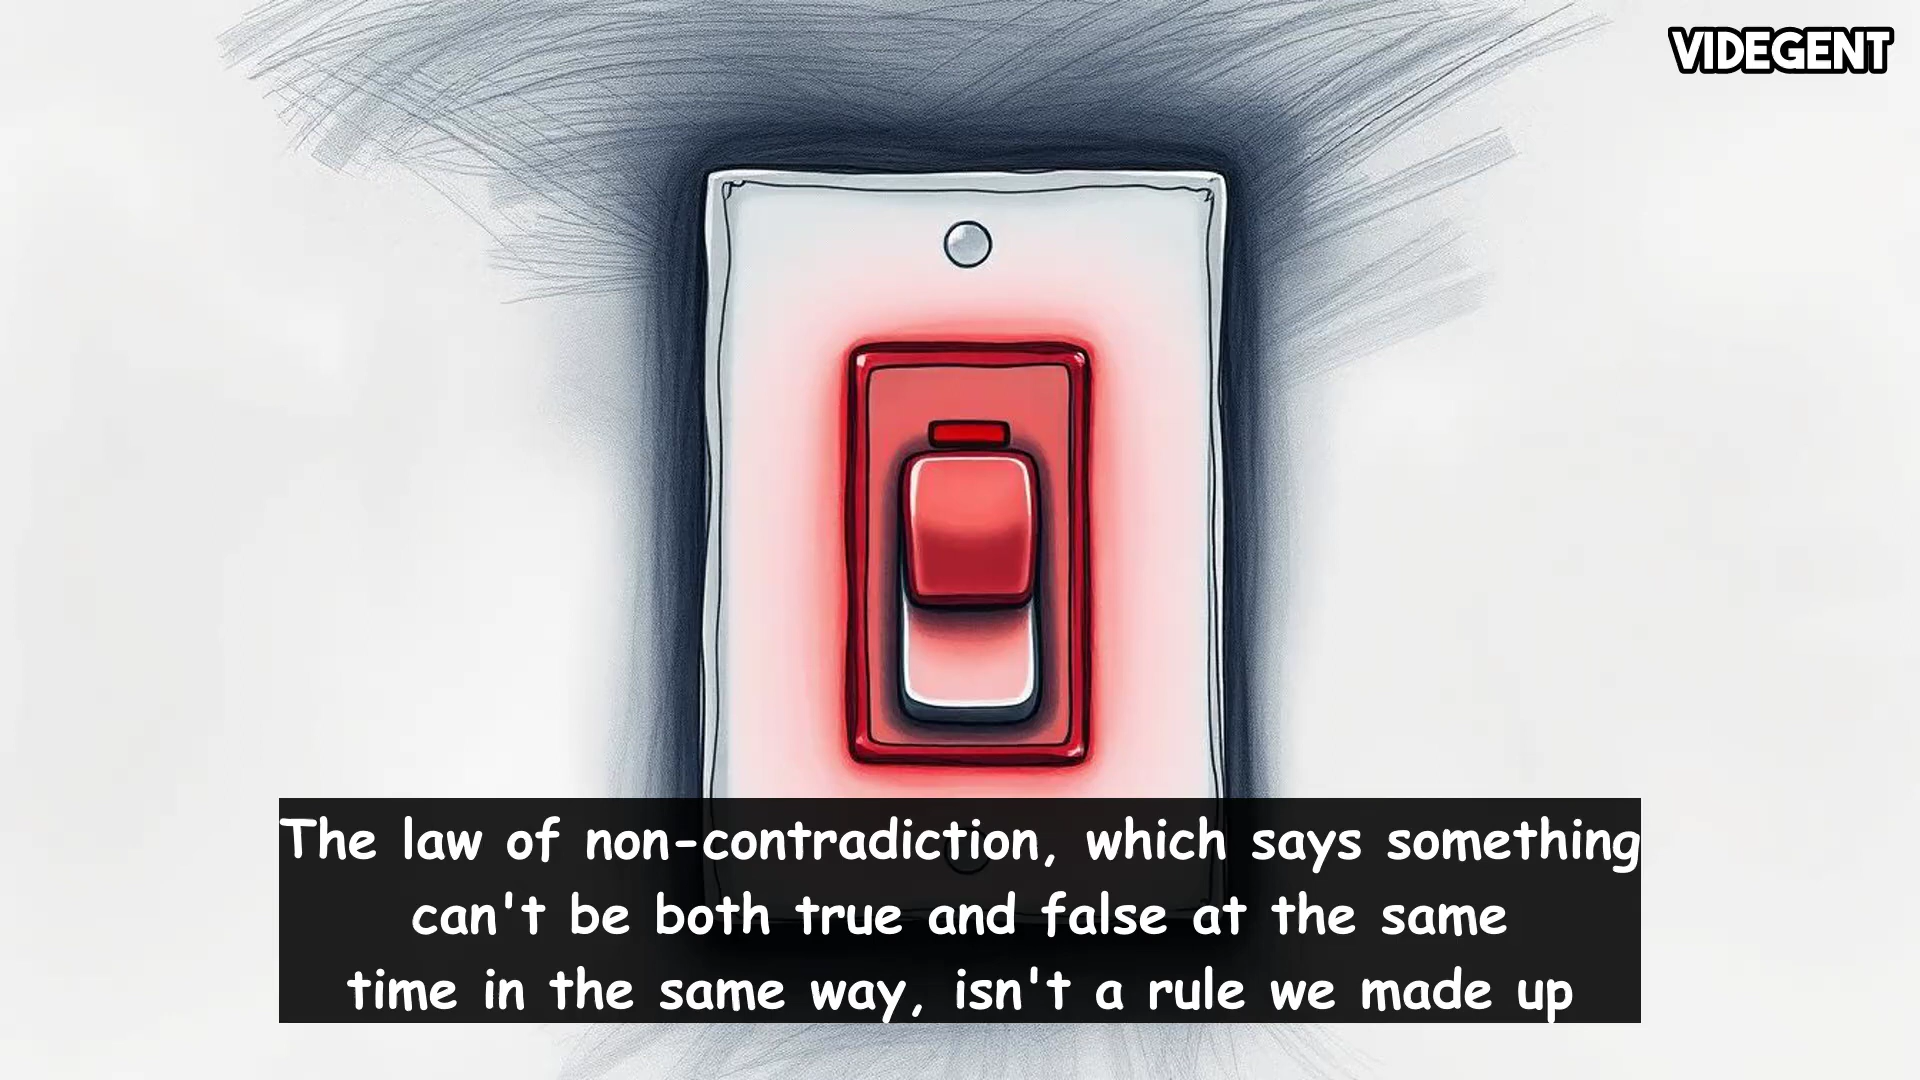 VIDEGENT
The law of non-contradiction, which says something
can't be both true and false at the same
time in the same way, isn't a rule we made up